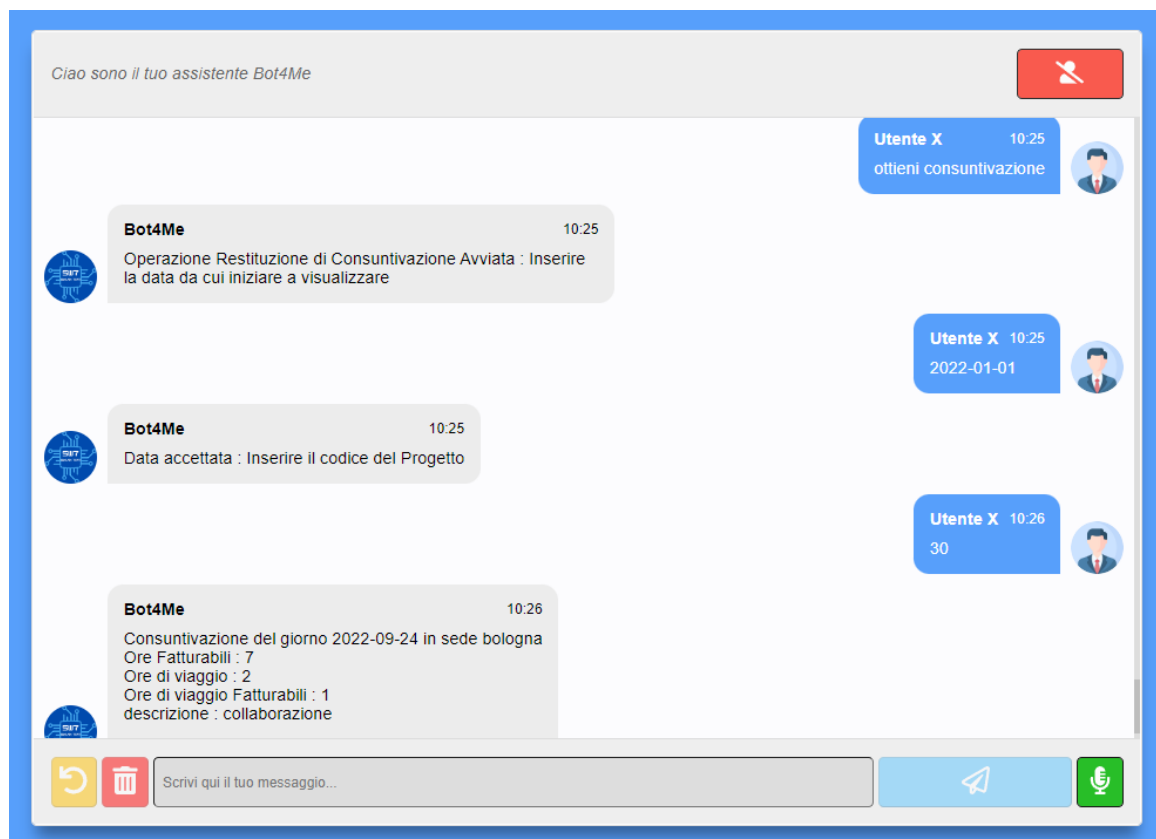 Ciao sono il tuo assistente Bot4Me
Utente X 10:25
ottieni consuntivazione
Bot4Me 10:25
Operazione Restituzione di Consuntivazione Avviata : Inserire
la data da cui iniziare a visualizzare
Utente X 10:25
2022-01-01
Bot4Me 10:25
Data accettata : Inserire il codice del Progetto
Utente X 10:26
30
Bot4Me 10:26
Consuntivazione del giorno 2022-09-24 in sede bologna
Ore Fatturabili : 7
Ore di viaggio : 2
Ore di viaggio Fatturabili : 1
descrizione : collaborazione
Scrivi qui il tuo messaggio...